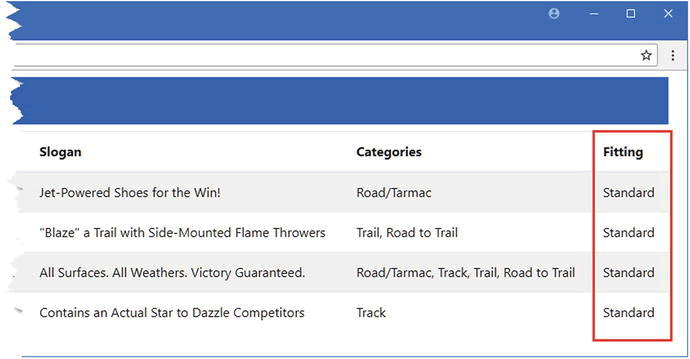 Slogan Categories Fitting
Jet-Powered Shoes for the Win! Road/Tarmac Standard
"Blaze" a Trail with Side-Mounted Flame Throwers Trail, Road to Trail Standard
All Surfaces. All Weathers. Victory Guaranteed. Road/Tarmac, Track, Trail, Road to Trail Standard
Contains an Actual Star to Dazzle Competitors Track Standard